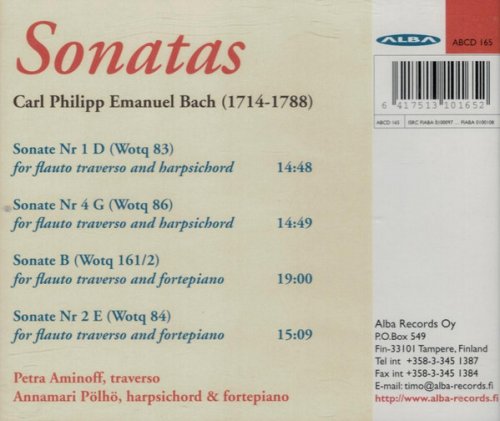 Sonatas
Carl Philipp Emanuel Bach (1714-1788)
Sonate Nr 1 D (Wotq 83)
for flauto traverso and harpsichord 14:48
Sonate Nr 4 G (Wotq 86)
for flauto traverso and harpsichord 14:49
Sonate B (Wotq 161/2)
for flauto traverso and fortepiano 19:00
Sonate Nr 2 E (Wotq 84)
for flauto traverso and fortepiano 15:09
Petra Aminoff, traverso
Annamari Pölhö, harpsichord & fortepiano
ALBA
ABCD 165
6 417513 101652
ABCD 165 ISRC FIABA 0100097 ... FIABA 0100108
Alba Records Oy
P.O.Box 549
Fin-33101 Tampere, Finland
Tel int +358-3-345 1387
Fax int +358-3-345 1384
E-mail: timo@alba-records.fi
http://www.alba-records.fi